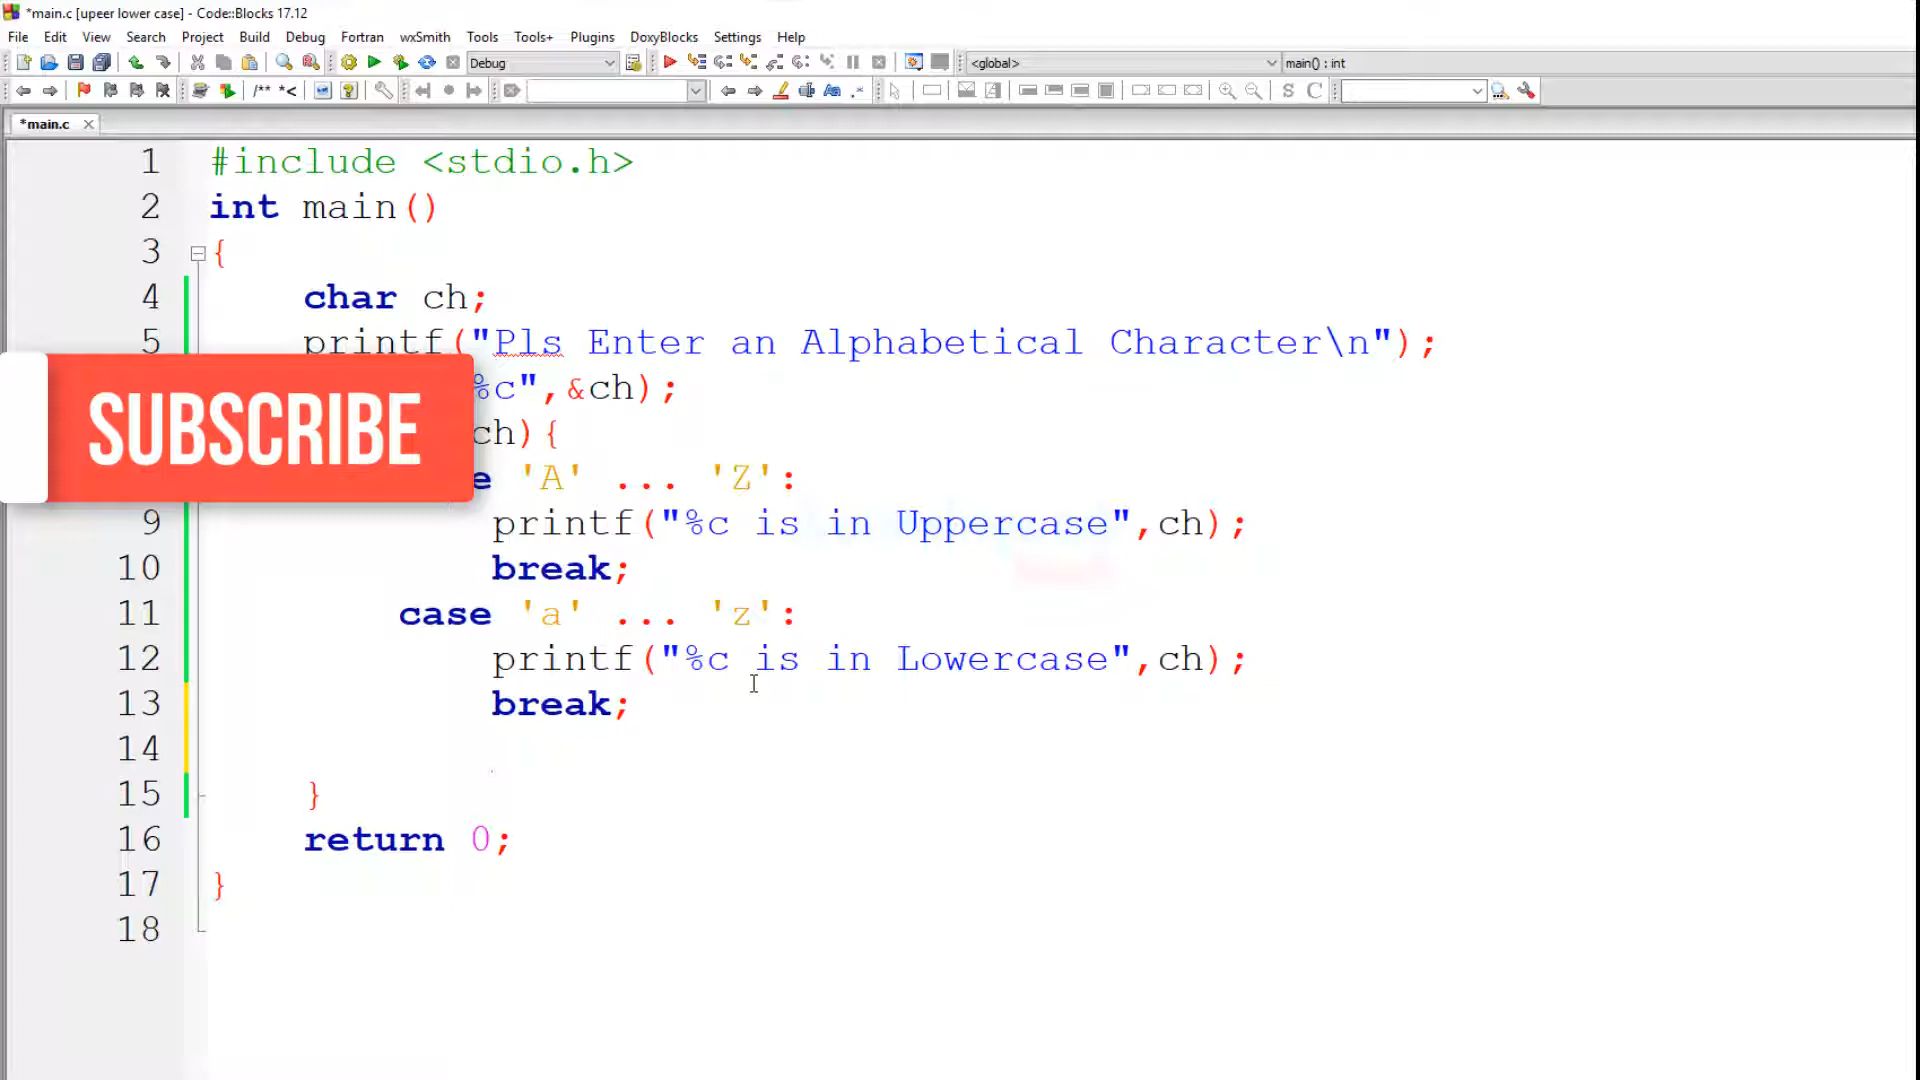 *main.c [upeer lower case] - Code::Blocks 17.12
File Edit View Search Project Build Debug Fortran wxSmith Tools Tools+ Plugins DoxyBlocks Settings Help
Debug <global> main() : int
/** *< S C
*main.c
1 #include <stdio.h>
2 int main()
3 {
4 char ch;
5 printf("Pls Enter an Alphabetical Character\n");
%c",&ch);
SUBSCRIBE
ch){
e 'A' ... 'Z':
9 printf("%c is in Uppercase",ch);
10 break;
11 case 'a' ... 'z':
12 printf("%c is in Lowercase",ch);
13 break;
14
15 }
16 return 0;
17 }
18